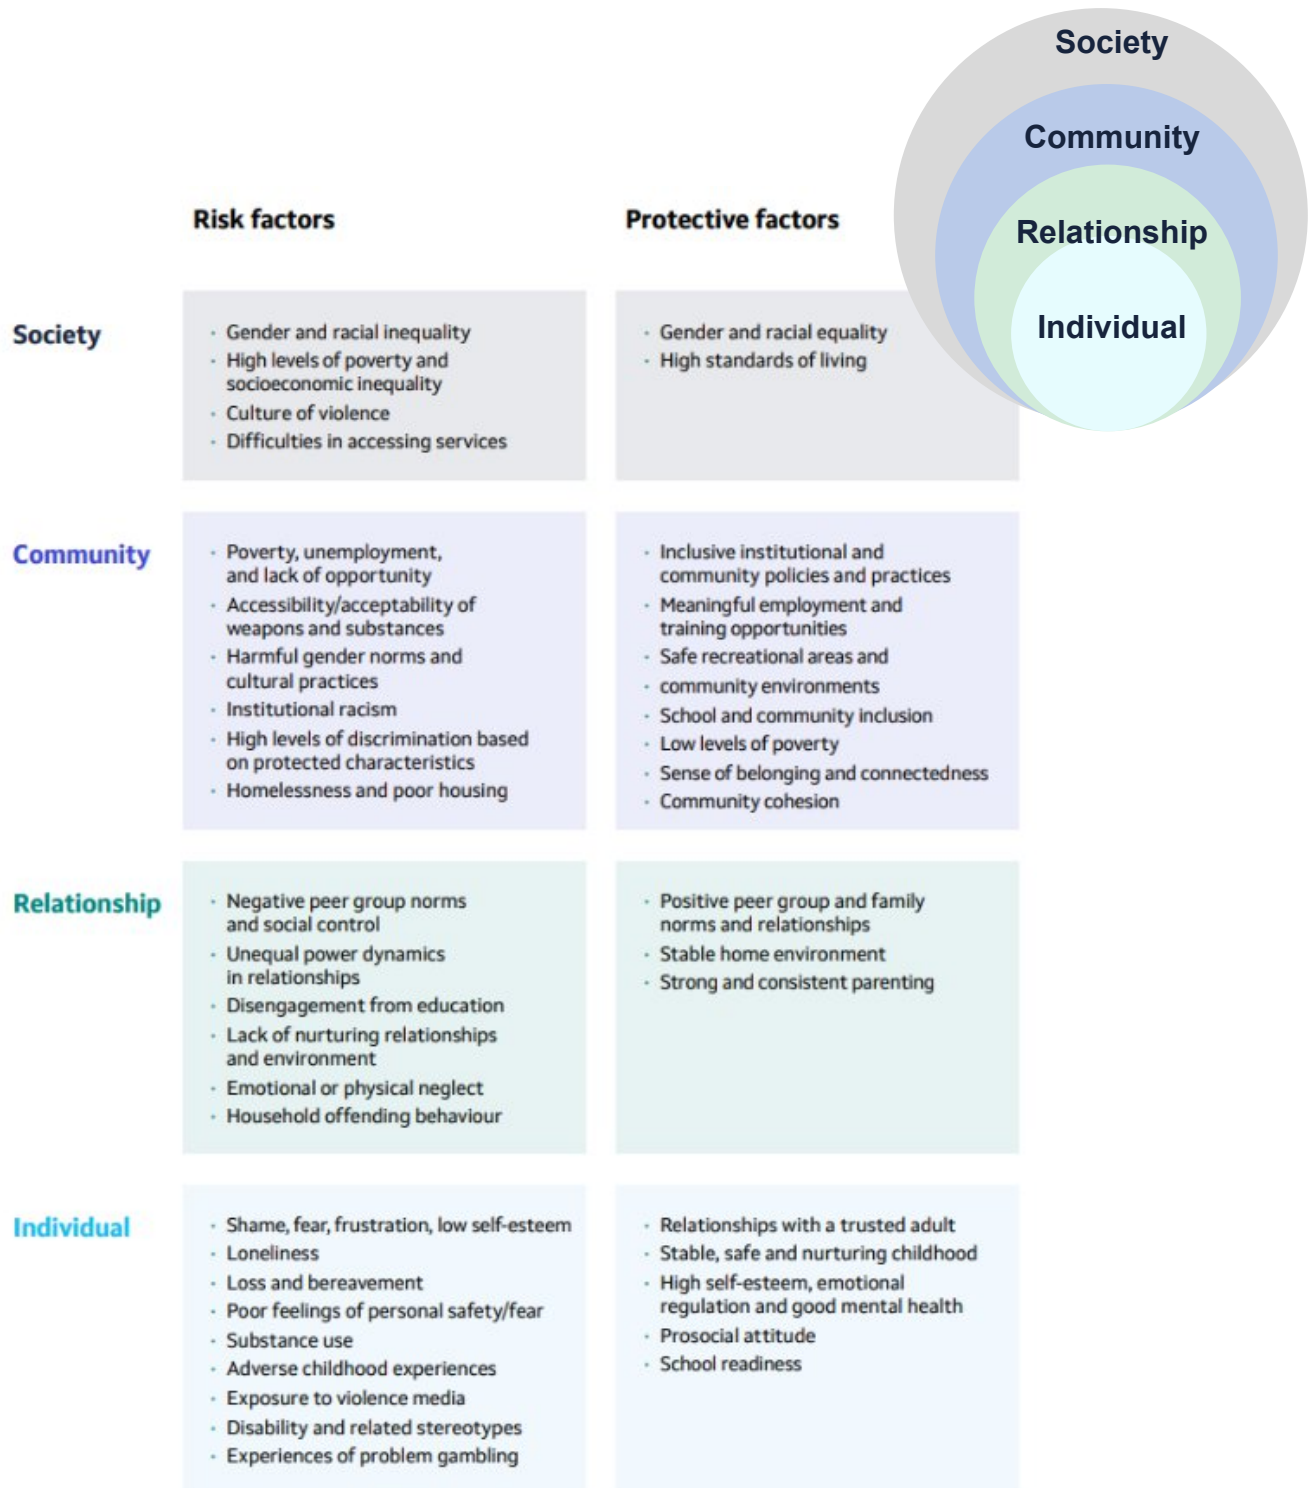 Society
Community
Relationship
Individual
Risk factors
Protective factors
Society
· Gender and racial inequality
· High levels of poverty and
socioeconomic inequality
· Culture of violence
· Difficulties in accessing services
· Gender and racial equality
· High standards of living
Community
· Poverty, unemployment,
and lack of opportunity
· Accessibility/acceptability of
weapons and substances
· Harmful gender norms and
cultural practices
· Institutional racism
· High levels of discrimination based
on protected characteristics
· Homelessness and poor housing
· Inclusive institutional and
community policies and practices
· Meaningful employment and
training opportunities
· Safe recreational areas and
· community environments
· School and community inclusion
· Low levels of poverty
· Sense of belonging and connectedness
· Community cohesion
Relationship
· Negative peer group norms
and social control
· Unequal power dynamics
in relationships
· Disengagement from education
· Lack of nurturing relationships
and environment
· Emotional or physical neglect
· Household offending behaviour
· Positive peer group and family
norms and relationships
· Stable home environment
· Strong and consistent parenting
Individual
· Shame, fear, frustration, low self-esteem
· Loneliness
· Loss and bereavement
· Poor feelings of personal safety/fear
· Substance use
· Adverse childhood experiences
· Exposure to violence media
· Disability and related stereotypes
· Experiences of problem gambling
· Relationships with a trusted adult
· Stable, safe and nurturing childhood
· High self-esteem, emotional
regulation and good mental health
· Prosocial attitude
· School readiness